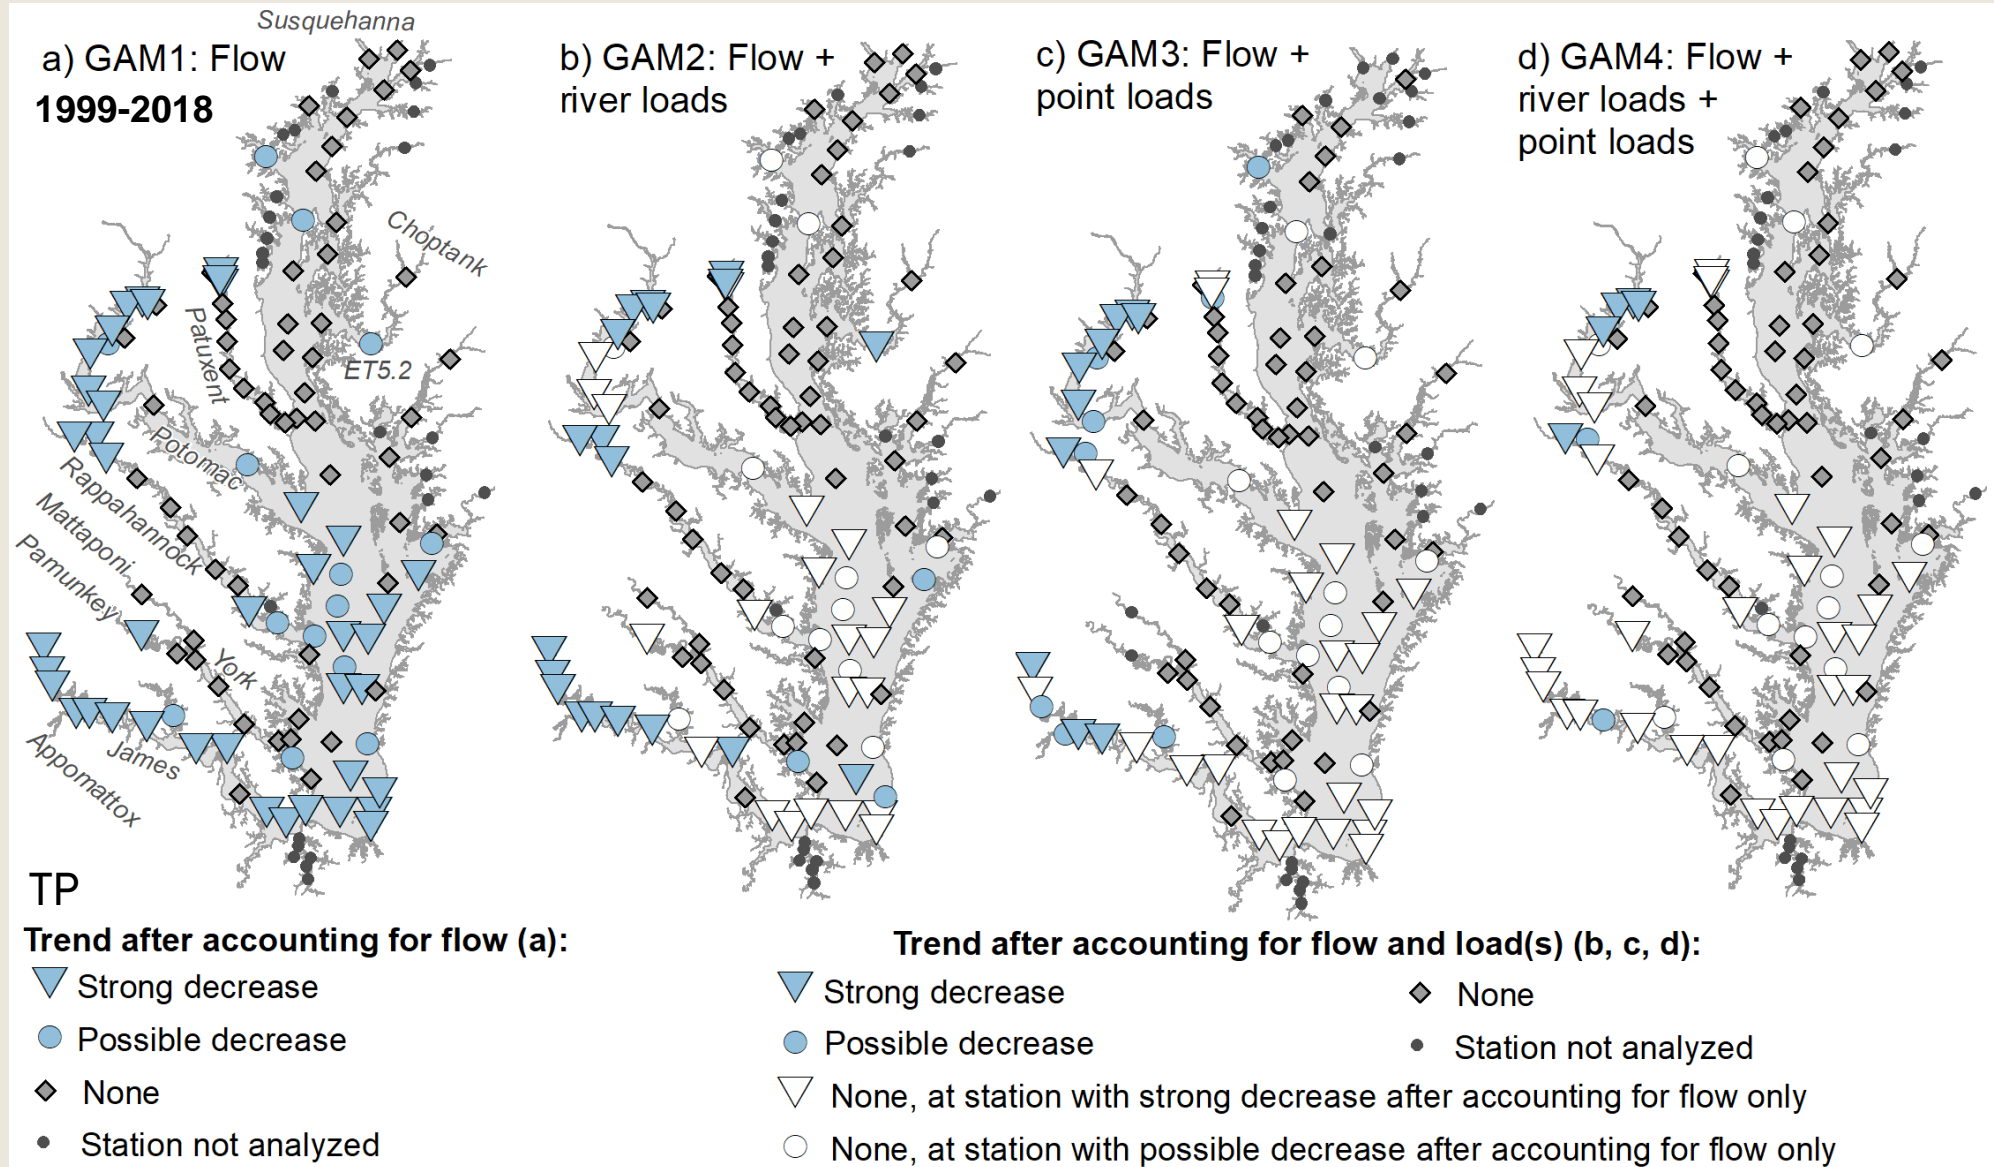 Susquehanna
a) GAM1: Flow
1999-2018
b) GAM2: Flow +
river loads
c) GAM3: Flow +
point loads
d) GAM4: Flow +
river loads +
point loads
Choptank
Patuxent
ET5.2
Potomac
Rappahannock
Mattaponi
Pamunkey
York
James
Appomattox
TP
Trend after accounting for flow (a):
Strong decrease
Possible decrease
None
Station not analyzed
Trend after accounting for flow and load(s) (b, c, d):
Strong decrease
None
Possible decrease
Station not analyzed
None, at station with strong decrease after accounting for flow only
None, at station with possible decrease after accounting for flow only